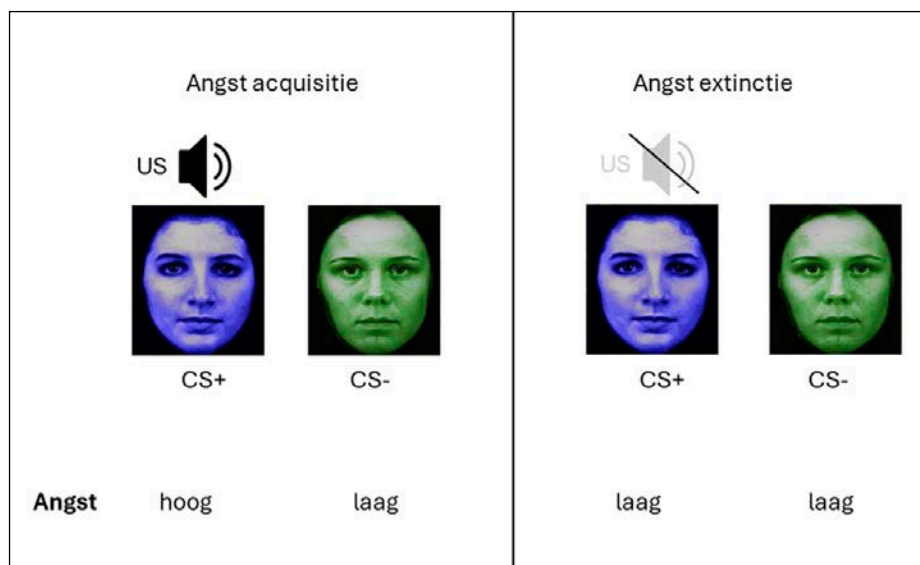 Angst acquisitie
US
CS+ CS-
Angst hoog laag
Angst extinctie
US
CS+ CS-
laag laag